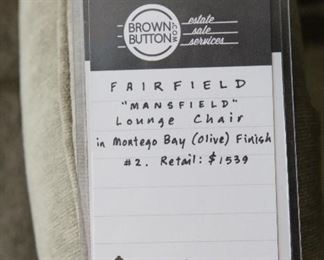 BROWN
BUTTON
.COM
estate
sale
services
FAIRFIELD
"MANSFIELD"
Lounge Chair
in Montego Bay (Olive) Finish
#2. Retail: $1539